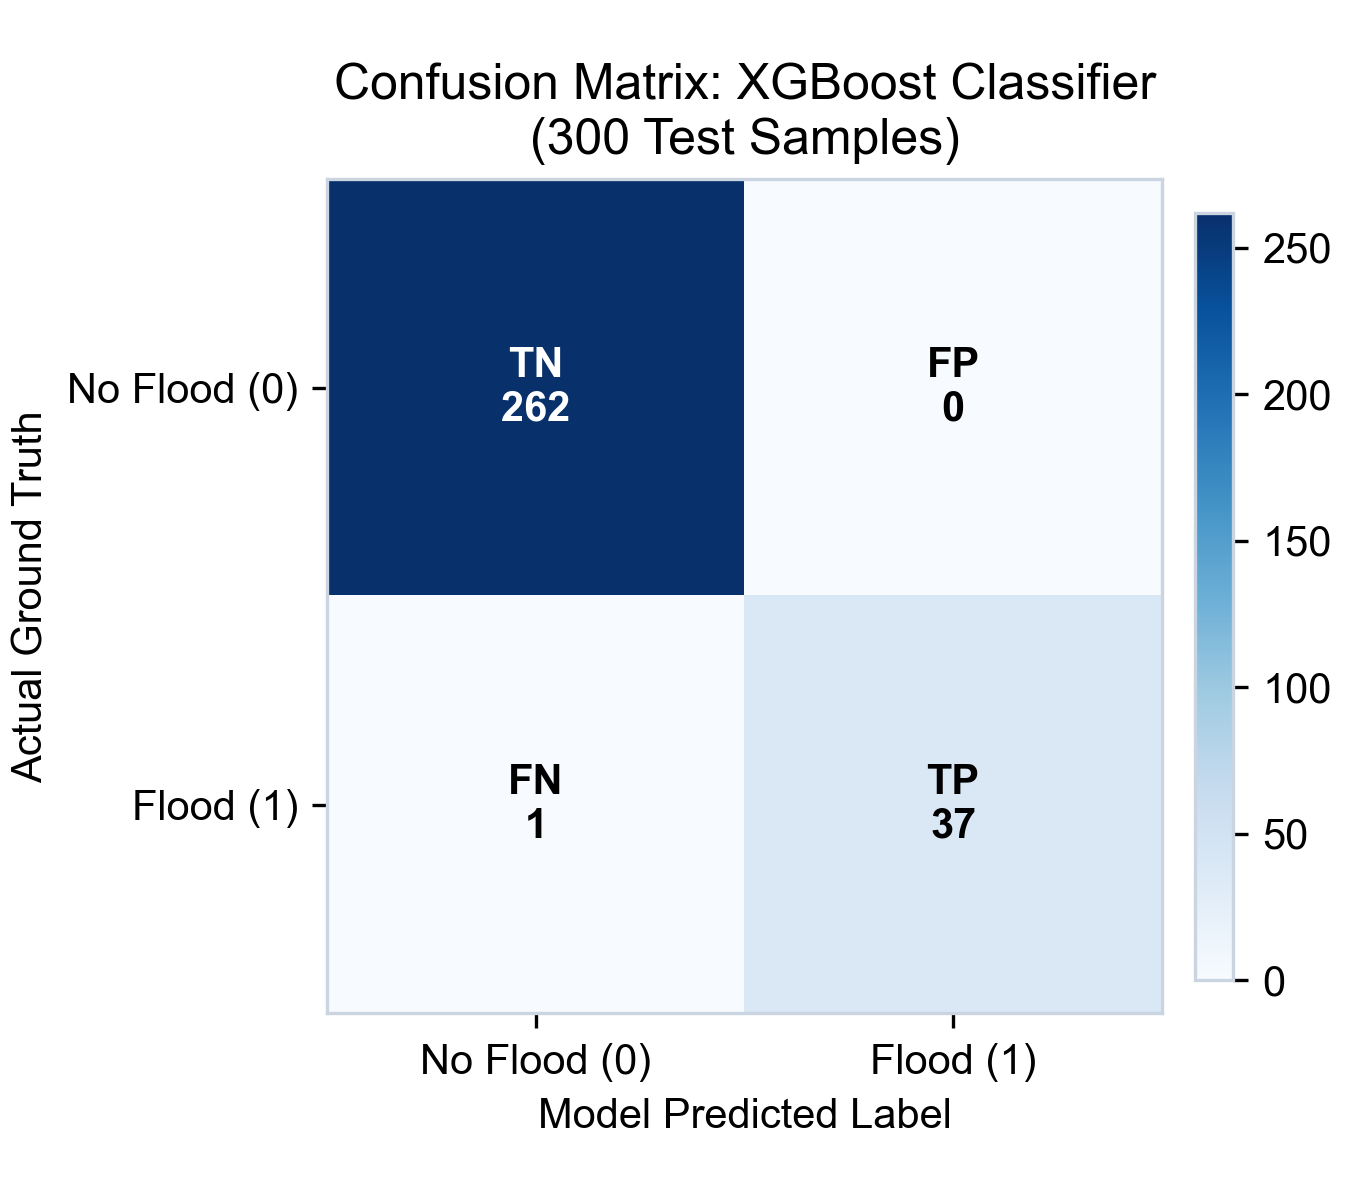 Confusion Matrix: XGBoost Classifier
(300 Test Samples)
TN
262
FP
0
No Flood (0)
Actual Ground Truth
FN
1
TP
37
Flood (1)
No Flood (0)
Flood (1)
Model Predicted Label
250
200
150
100
50
0